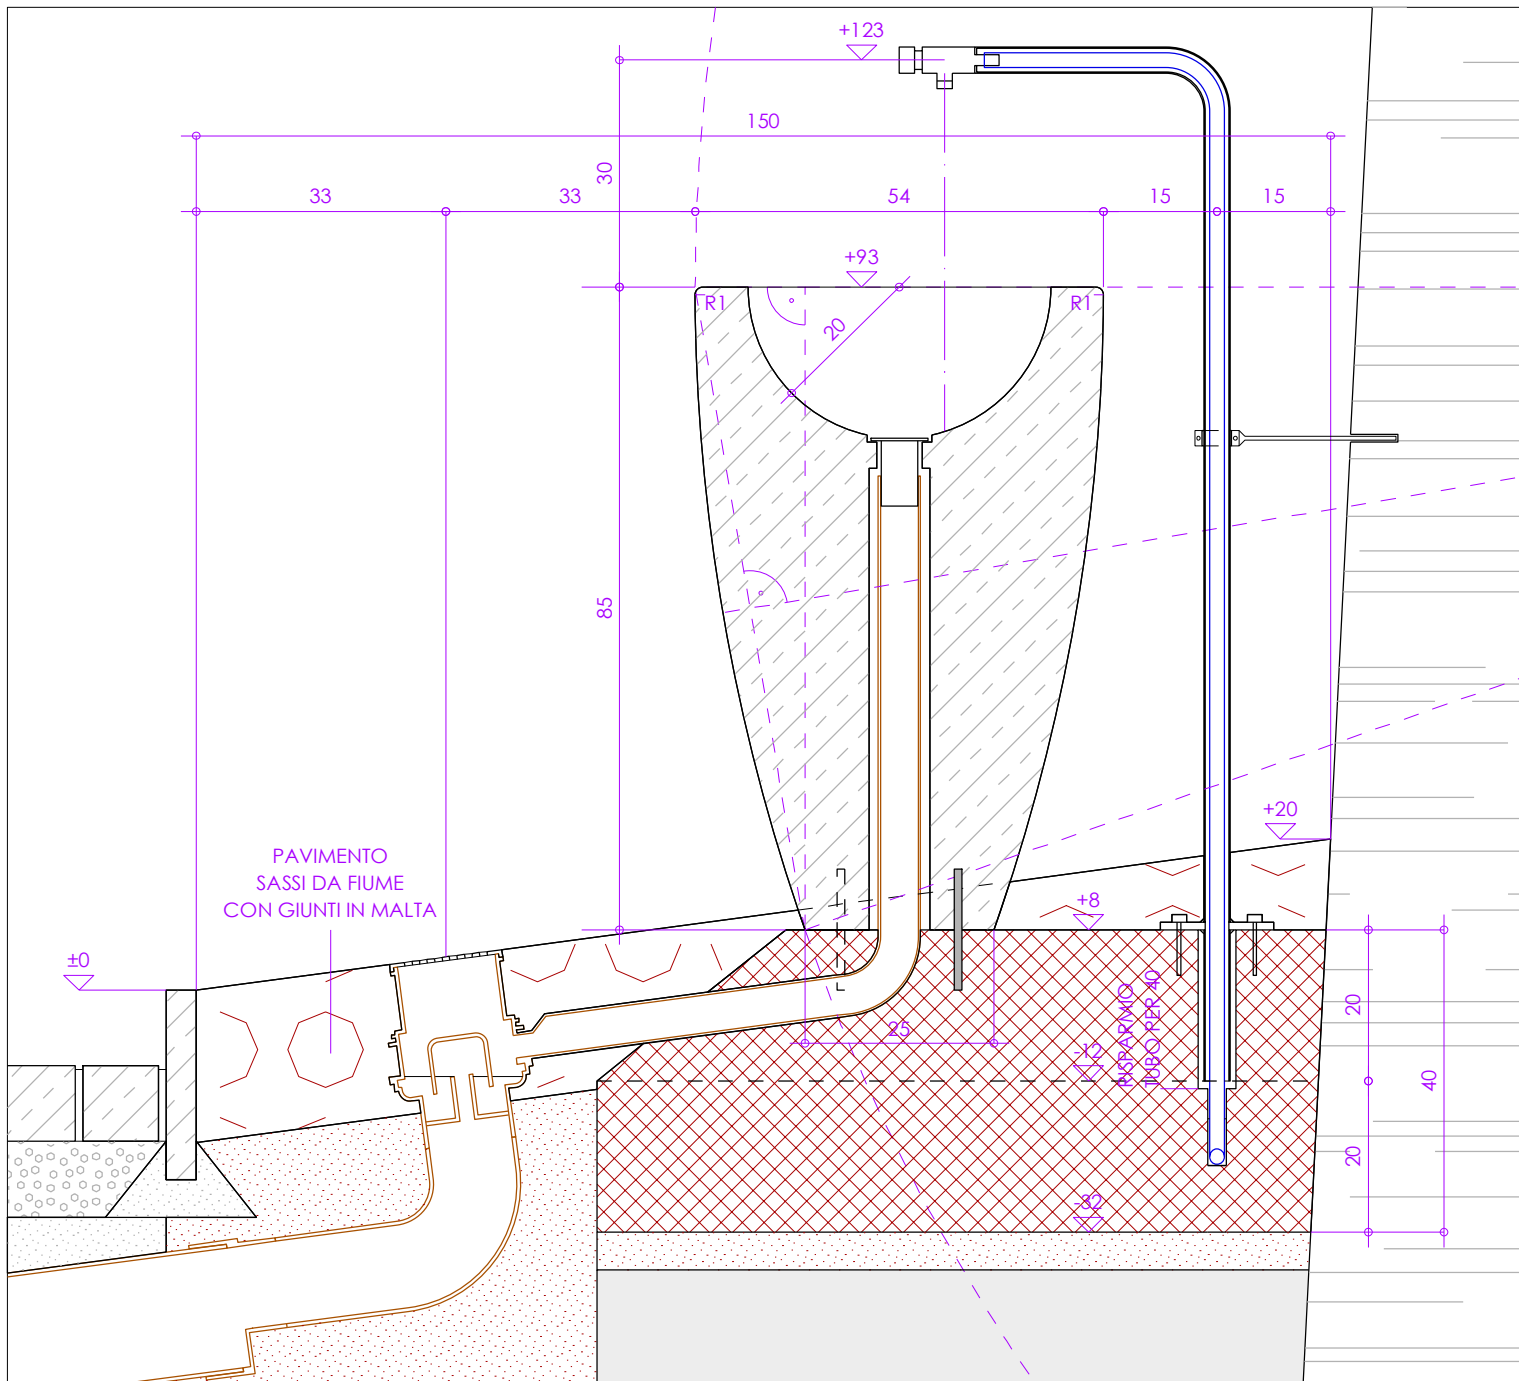 +123
150
30
33
33
54
15
15
+93
R1
R1
20
85
+20
PAVIMENTO
SASSI DA FIUME
CON GIUNTI IN MALTA
+8
±0
RISPARMIO
TUBO PER 40
20
25
-12
40
20
-32